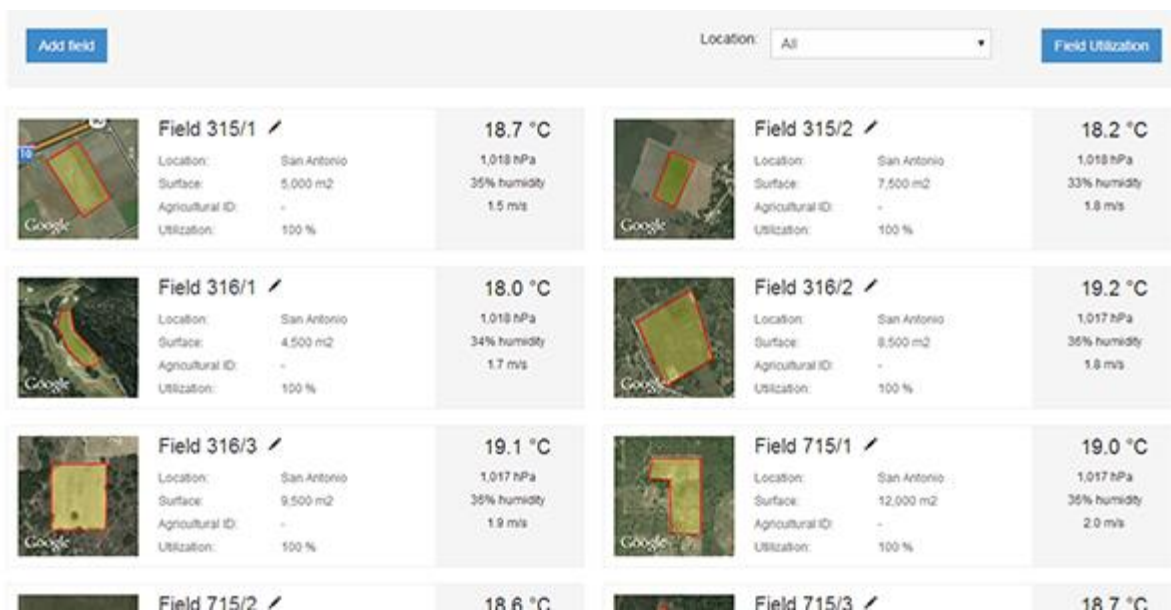 Add field
Location: All
Field Utilization
Field 315/1
Location: San Antonio
Surface: 5,000 m2
Agricultural ID: -
Utilization: 100 %
18.7 °C
1,018 hPa
35% humidity
1.5 m/s
Google
Field 315/2
Location: San Antonio
Surface: 7,500 m2
Agricultural ID: -
Utilization: 100 %
18.2 °C
1,018 hPa
33% humidity
1.8 m/s
Google
Field 316/1
Location: San Antonio
Surface: 4,500 m2
Agricultural ID: -
Utilization: 100 %
18.0 °C
1,018 hPa
34% humidity
1.7 m/s
Google
Field 316/2
Location: San Antonio
Surface: 8,500 m2
Agricultural ID: -
Utilization: 100 %
19.2 °C
1,017 hPa
36% humidity
1.8 m/s
Google
Field 316/3
Location: San Antonio
Surface: 9,500 m2
Agricultural ID: -
Utilization: 100 %
19.1 °C
1,017 hPa
36% humidity
1.9 m/s
Google
Field 715/1
Location: San Antonio
Surface: 12,000 m2
Agricultural ID: -
Utilization: 100 %
19.0 °C
1,017 hPa
36% humidity
2.0 m/s
Google
Field 715/2
18.6 °C
Field 715/3
18.7 °C